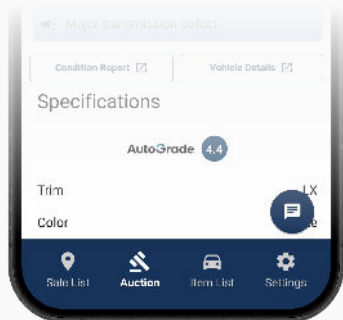 Major transmission defect
Condition Report
Vehicle Details
Specifications
AutoGrade 4.4
Trim LX
Color
Sale List Auction Item List Settings